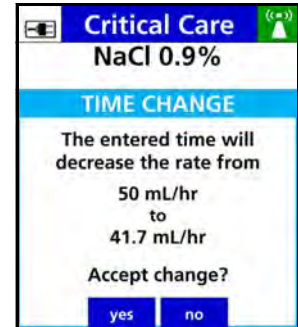 Critical Care
NaCl 0.9%
TIME CHANGE
The entered time will
decrease the rate from
50 mL/hr
to
41.7 mL/hr
Accept change?
yes no